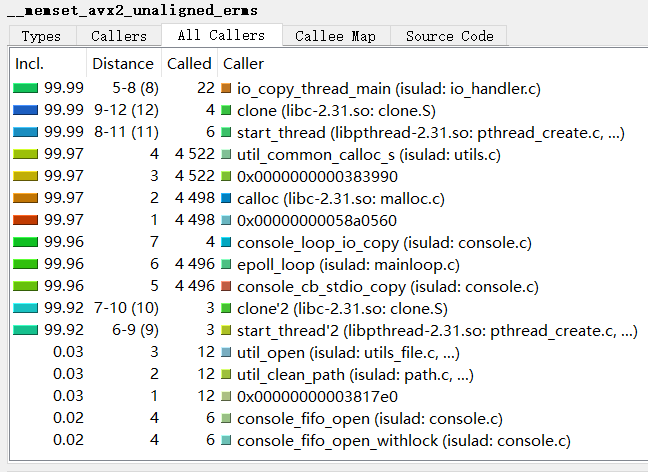 __memset_avx2_unaligned_erms
Types Callers All Callers Callee Map Source Code
Incl. Distance Called Caller
99.99 5-8 (8) 22 io_copy_thread_main (isulad: io_handler.c)
99.99 9-12 (12) 4 clone (libc-2.31.so: clone.S)
99.99 8-11 (11) 6 start_thread (libpthread-2.31.so: pthread_create.c, ...)
99.97 4 4 522 util_common_calloc_s (isulad: utils.c)
99.97 3 4 522 0x0000000000383990
99.97 2 4 498 calloc (libc-2.31.so: malloc.c)
99.97 1 4 498 0x00000000058a0560
99.96 7 4 console_loop_io_copy (isulad: console.c)
99.96 6 4 496 epoll_loop (isulad: mainloop.c)
99.96 5 4 496 console_cb_stdio_copy (isulad: console.c)
99.92 7-10 (10) 3 clone'2 (libc-2.31.so: clone.S)
99.92 6-9 (9) 3 start_thread'2 (libpthread-2.31.so: pthread_create.c, ...)
0.03 3 12 util_open (isulad: utils_file.c, ...)
0.03 2 12 util_clean_path (isulad: path.c, ...)
0.03 1 12 0x00000000003817e0
0.02 4 6 console_fifo_open (isulad: console.c)
0.02 4 6 console_fifo_open_withlock (isulad: console.c)